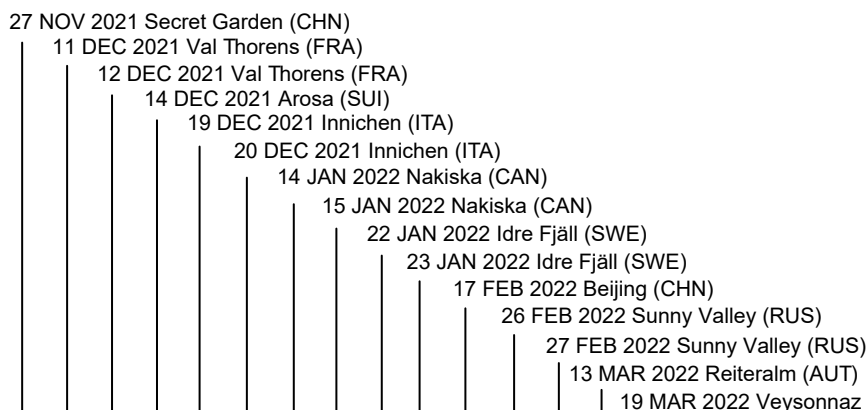 27 NOV 2021 Secret Garden (CHN)
11 DEC 2021 Val Thorens (FRA)
12 DEC 2021 Val Thorens (FRA)
14 DEC 2021 Arosa (SUI)
19 DEC 2021 Innichen (ITA)
20 DEC 2021 Innichen (ITA)
14 JAN 2022 Nakiska (CAN)
15 JAN 2022 Nakiska (CAN)
22 JAN 2022 Idre Fjäll (SWE)
23 JAN 2022 Idre Fjäll (SWE)
17 FEB 2022 Beijing (CHN)
26 FEB 2022 Sunny Valley (RUS)
27 FEB 2022 Sunny Valley (RUS)
13 MAR 2022 Reiteralm (AUT)
19 MAR 2022 Veysonnaz